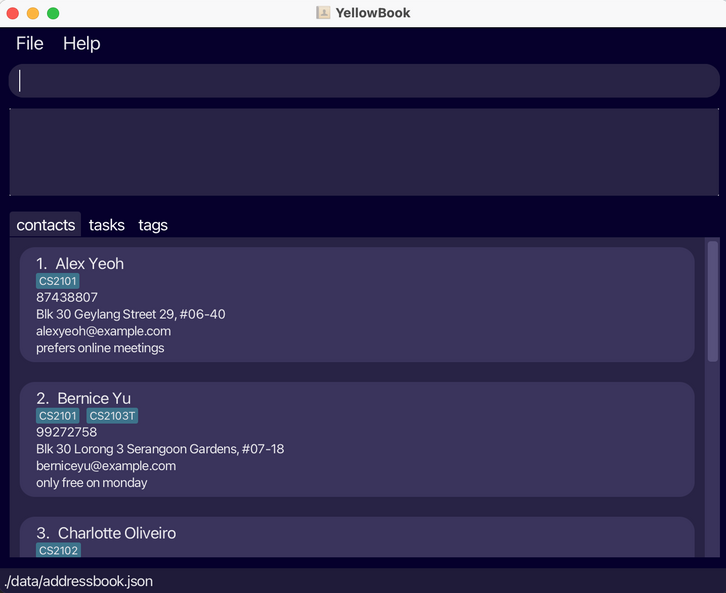 YellowBook
File Help
contacts tasks tags
1. Alex Yeoh
CS2101
87438807
Blk 30 Geylang Street 29, #06-40
alexyeoh@example.com
prefers online meetings
2. Bernice Yu
CS2101 CS2103T
99272758
Blk 30 Lorong 3 Serangoon Gardens, #07-18
berniceyu@example.com
only free on monday
3. Charlotte Oliveiro
CS2102
./data/addressbook.json